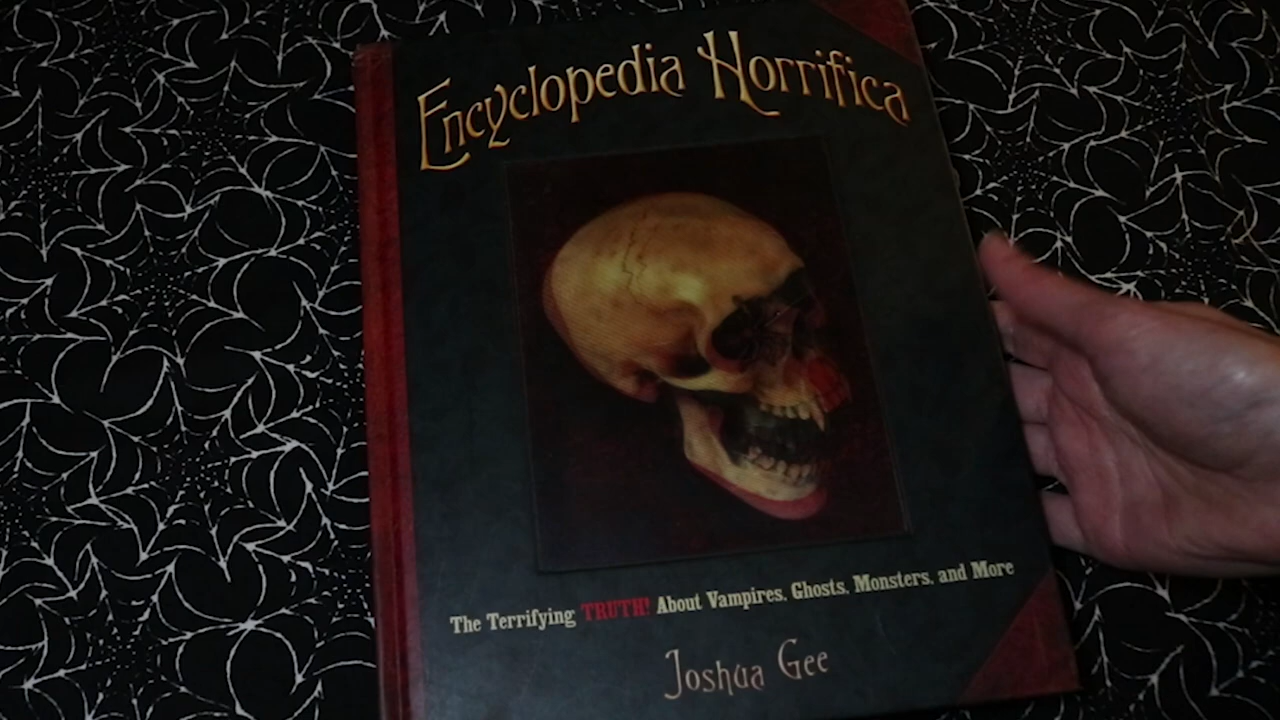 Encyclopedia Horrifica
The Terrifying TRUTH! About Vampires, Ghosts, Monsters, and More
Joshua Gee